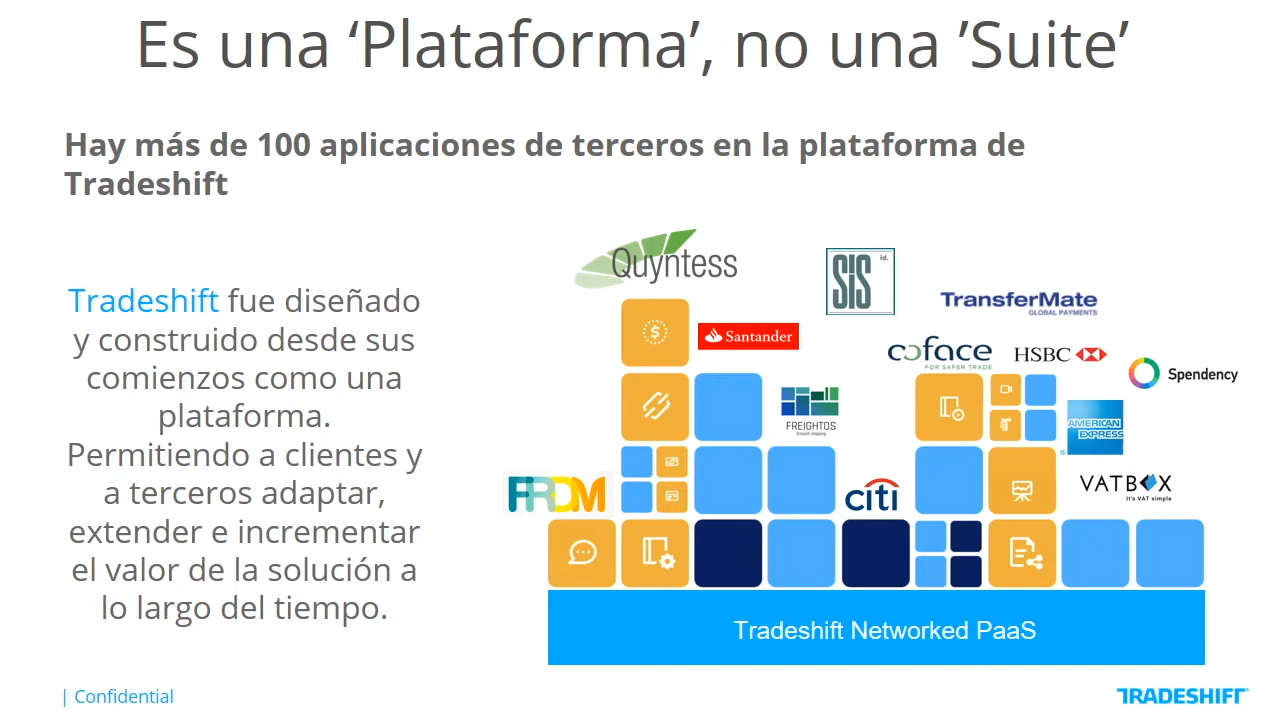 Es una ‘Plataforma’, no una ’Suite’
Hay más de 100 aplicaciones de terceros en la plataforma de
Tradeshift
Tradeshift fue diseñado
y construido desde sus
comienzos como una
plataforma.
Permitiendo a clientes y
a terceros adaptar,
extender e incrementar
el valor de la solución a
lo largo del tiempo.
Quyntess
SIS id.
TransferMate
GLOBAL PAYMENTS
Santander
coface
FOR SAFER TRADE
HSBC
Spendency
FREIGHTOS
Smooth shipping
AMERICAN
EXPRESS
®
FRDM
citi
VATBOX
It's VAT simple
$
Tradeshift Networked PaaS
| Confidential
TRADESHIFT